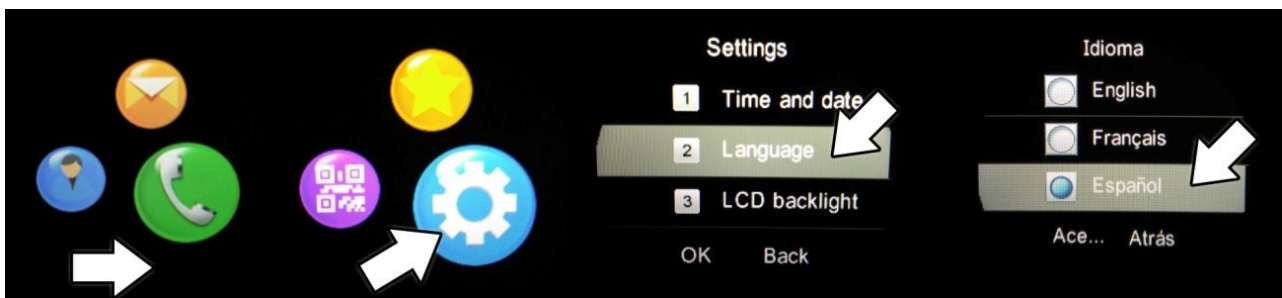 Settings
1 Time and date
2 Language
3 LCD backlight
OK Back
Idioma
English
Français
Español
Ace... Atrás